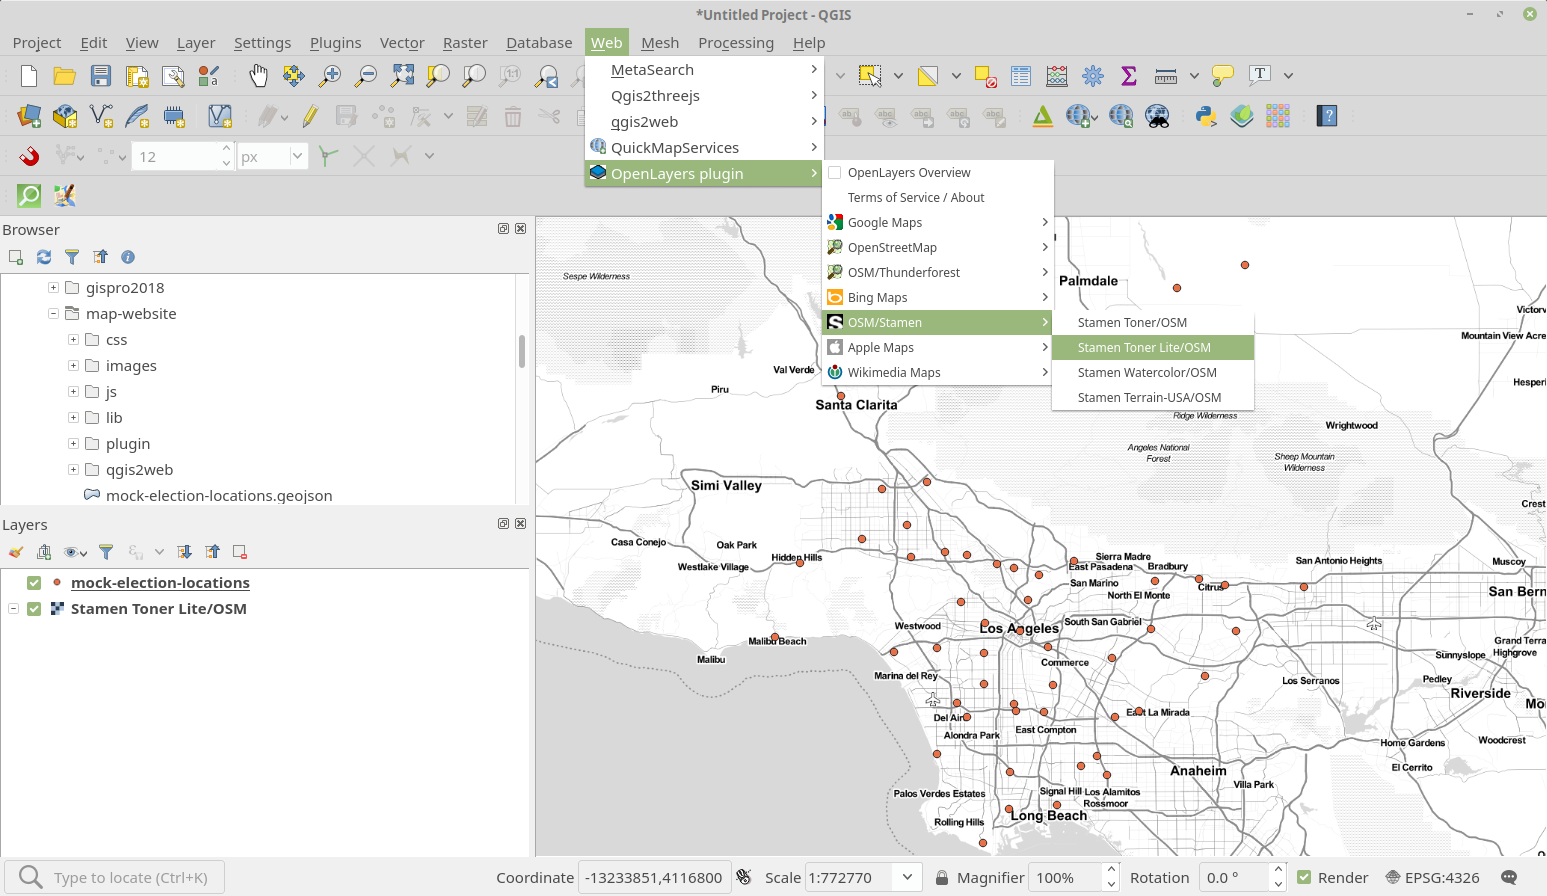 *Untitled Project - QGIS
Project Edit View Layer Settings Plugins Vector Raster Database Web Mesh Processing Help
MetaSearch
Qgis2threejs
qgis2web
QuickMapServices
OpenLayers plugin
12 px
OpenLayers Overview
Terms of Service / About
Google Maps
OpenStreetMap
OSM/Thunderforest
Bing Maps
OSM/Stamen
Apple Maps
Wikimedia Maps
Stamen Toner/OSM
Stamen Toner Lite/OSM
Stamen Watercolor/OSM
Stamen Terrain-USA/OSM
Browser
gispro2018
map-website
css
images
js
lib
plugin
qgis2web
mock-election-locations.geojson
Layers
mock-election-locations
Stamen Toner Lite/OSM
Sespe Wilderness
Palmdale
Victorv
Mountain View Acre
Val Verde
Piru
Hesperi
Santa Clarita
Ridge Wilderness
Wrightwood
Angeles National
Forest
Sheep Mountain
Wilderness
Simi Valley
Crest
Casa Conejo
Oak Park
Hidden Hills
Westlake Village
Sierra Madre
East Pasadena
Bradbury
San Antonio Heights
Muscoy
San Marino
Citrus
North El Monte
San Bern
Westwood
Los Angeles
South San Gabriel
Malibu Beach
Malibu
Grand Terra
Highgrove
Sunnyslope
Commerce
Marina del Rey
Los Serranos
Pedley
Riverside
Mo
Del Aire
East La Mirada
Alondra Park
East Compton
Home Gardens
Woodcrest
El Cerrito
Anaheim
Villa Park
Palos Verdes Estates
Signal Hill
Los Alamitos
Rossmoor
Rolling Hills
Long Beach
Type to locate (Ctrl+K)
Coordinate -13233851,4116800 Scale 1:772770 Magnifier 100% Rotation 0.0 ° Render EPSG:4326